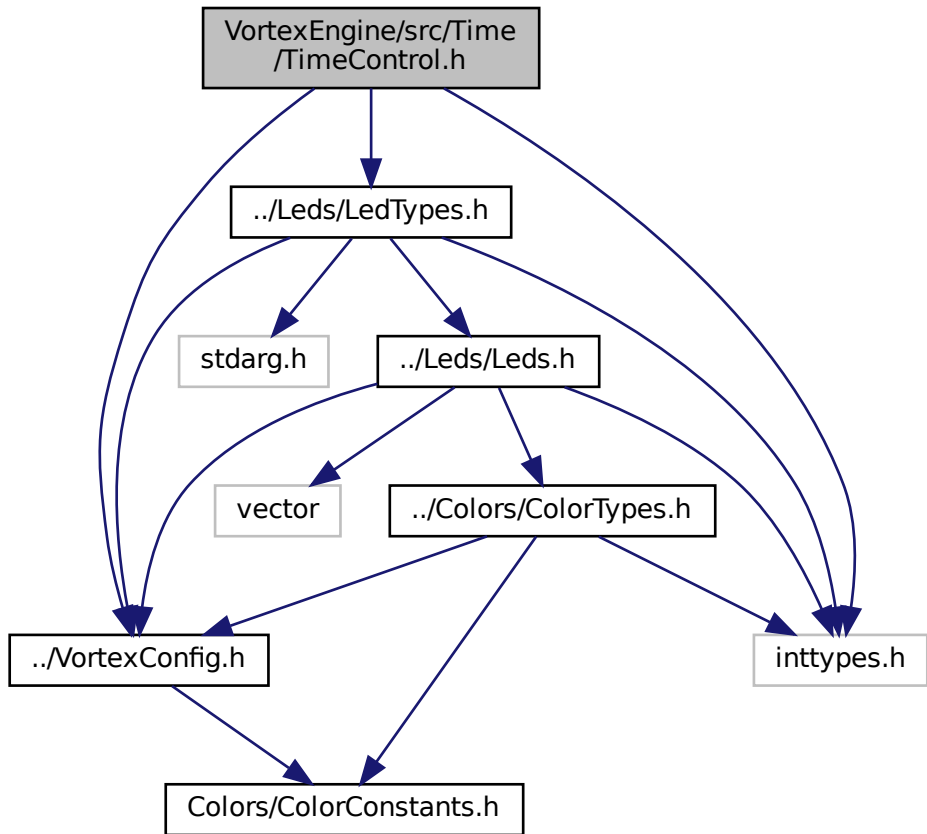 VortexEngine/src/Time
/TimeControl.h
../Leds/LedTypes.h
stdarg.h
../Leds/Leds.h
vector
../Colors/ColorTypes.h
../VortexConfig.h
inttypes.h
Colors/ColorConstants.h